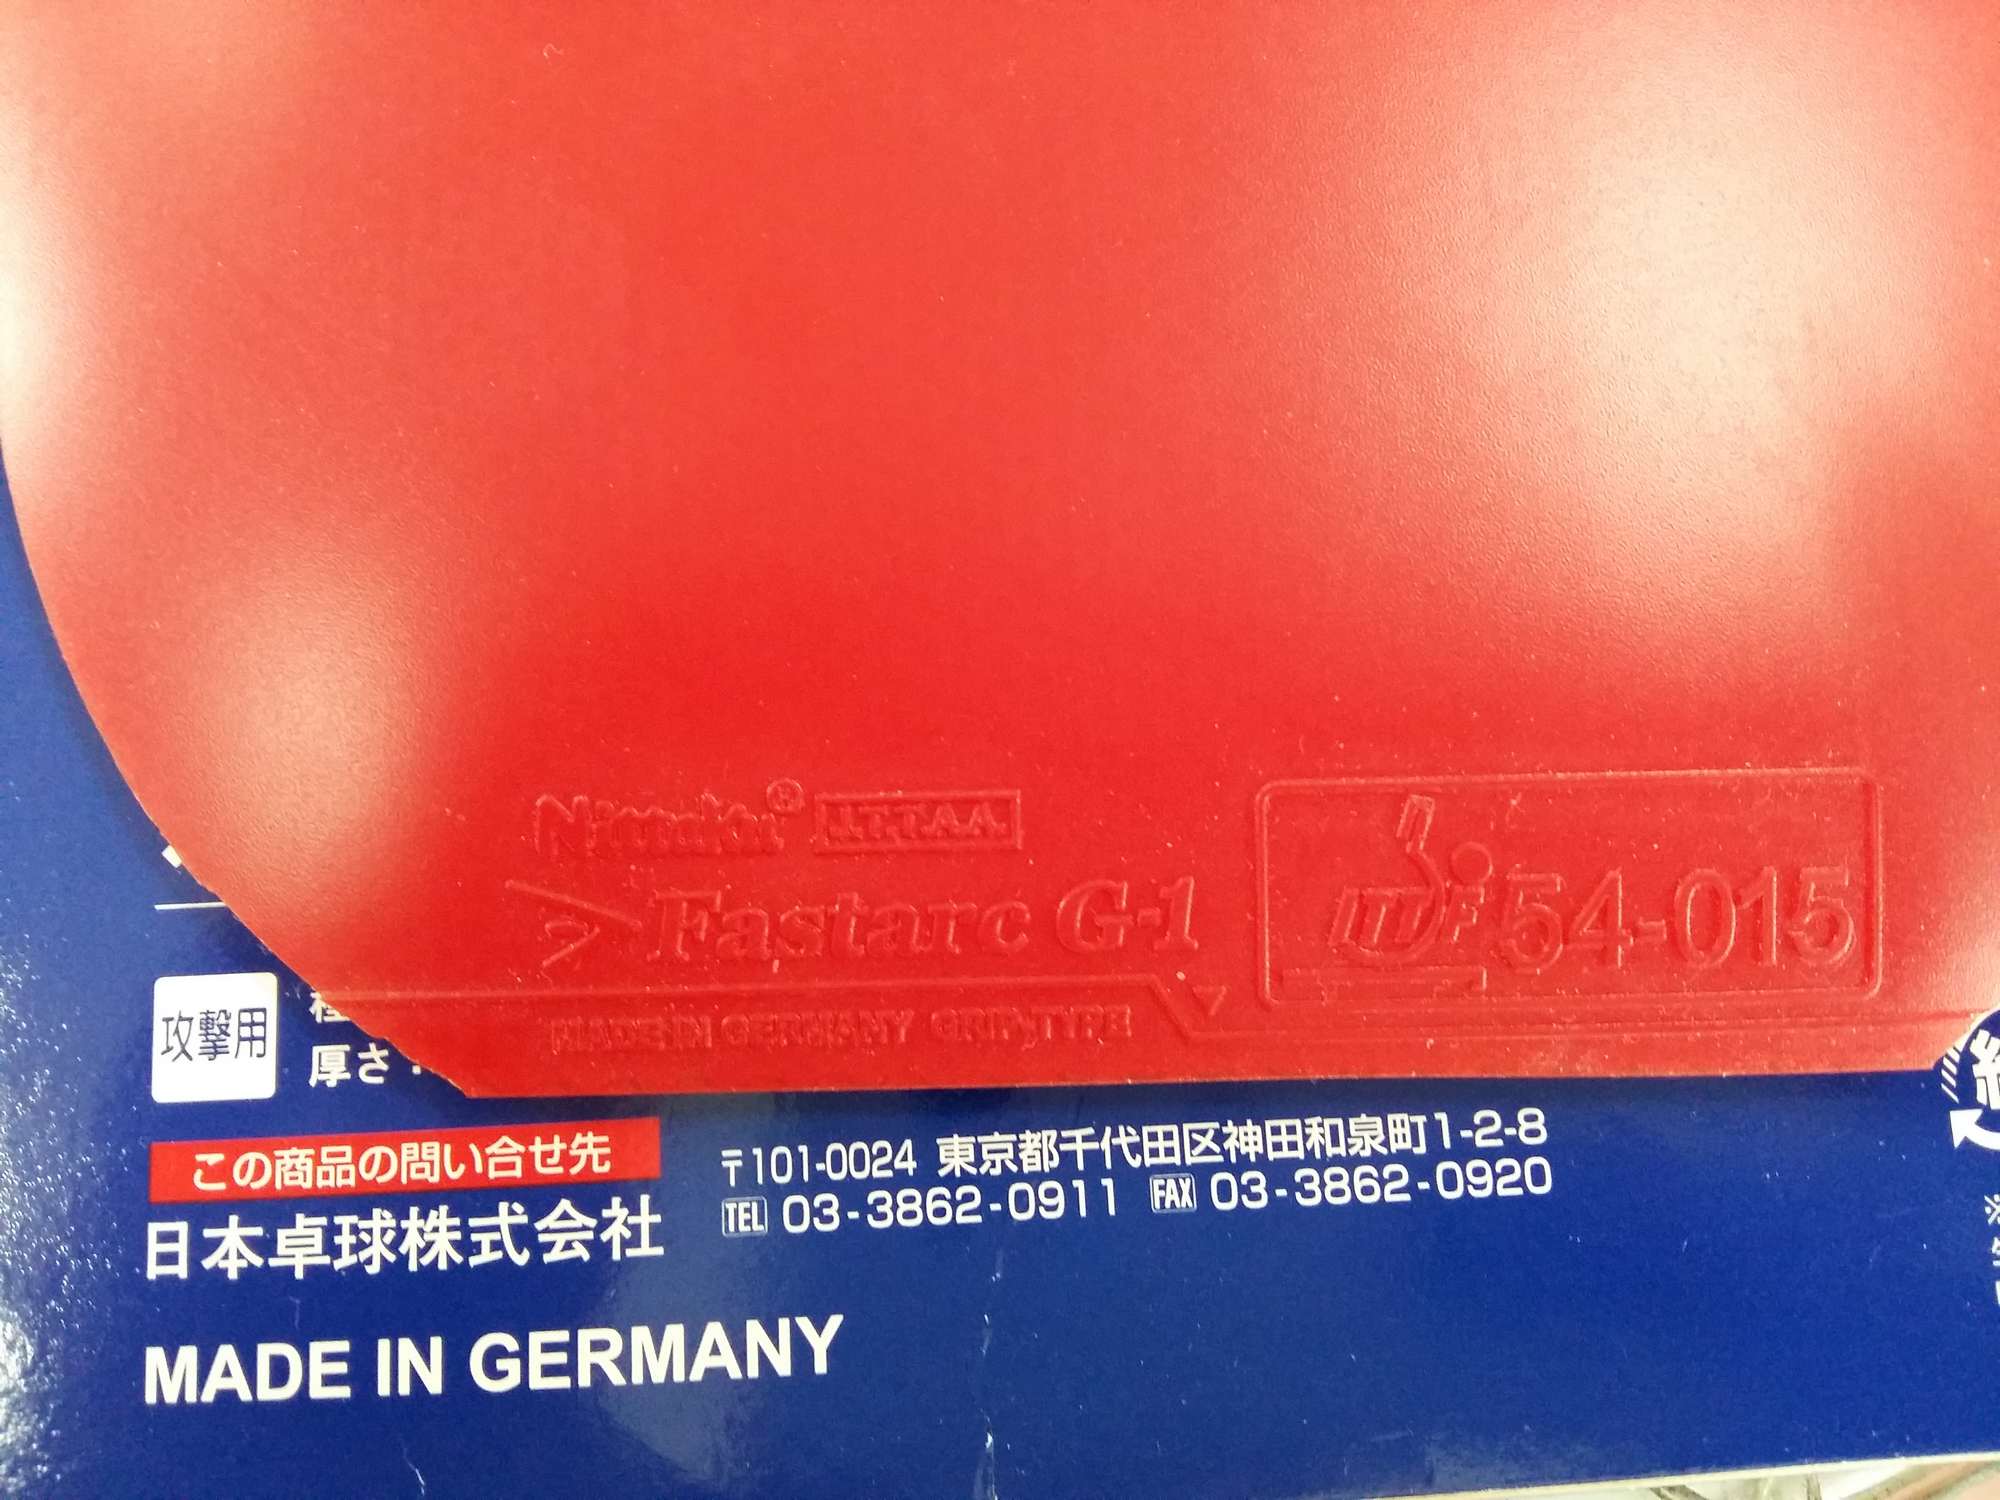 Nittaku® J.T.T.A.A.
Fastarc G-1
ITTF 54-015
MADE IN GERMANY GRIP TYPE
攻撃用
厚さ
この商品の問い合せ先
日本卓球株式会社
〒101-0024 東京都千代田区神田和泉町1-2-8
TEL 03-3862-0911 FAX 03-3862-0920
MADE IN GERMANY